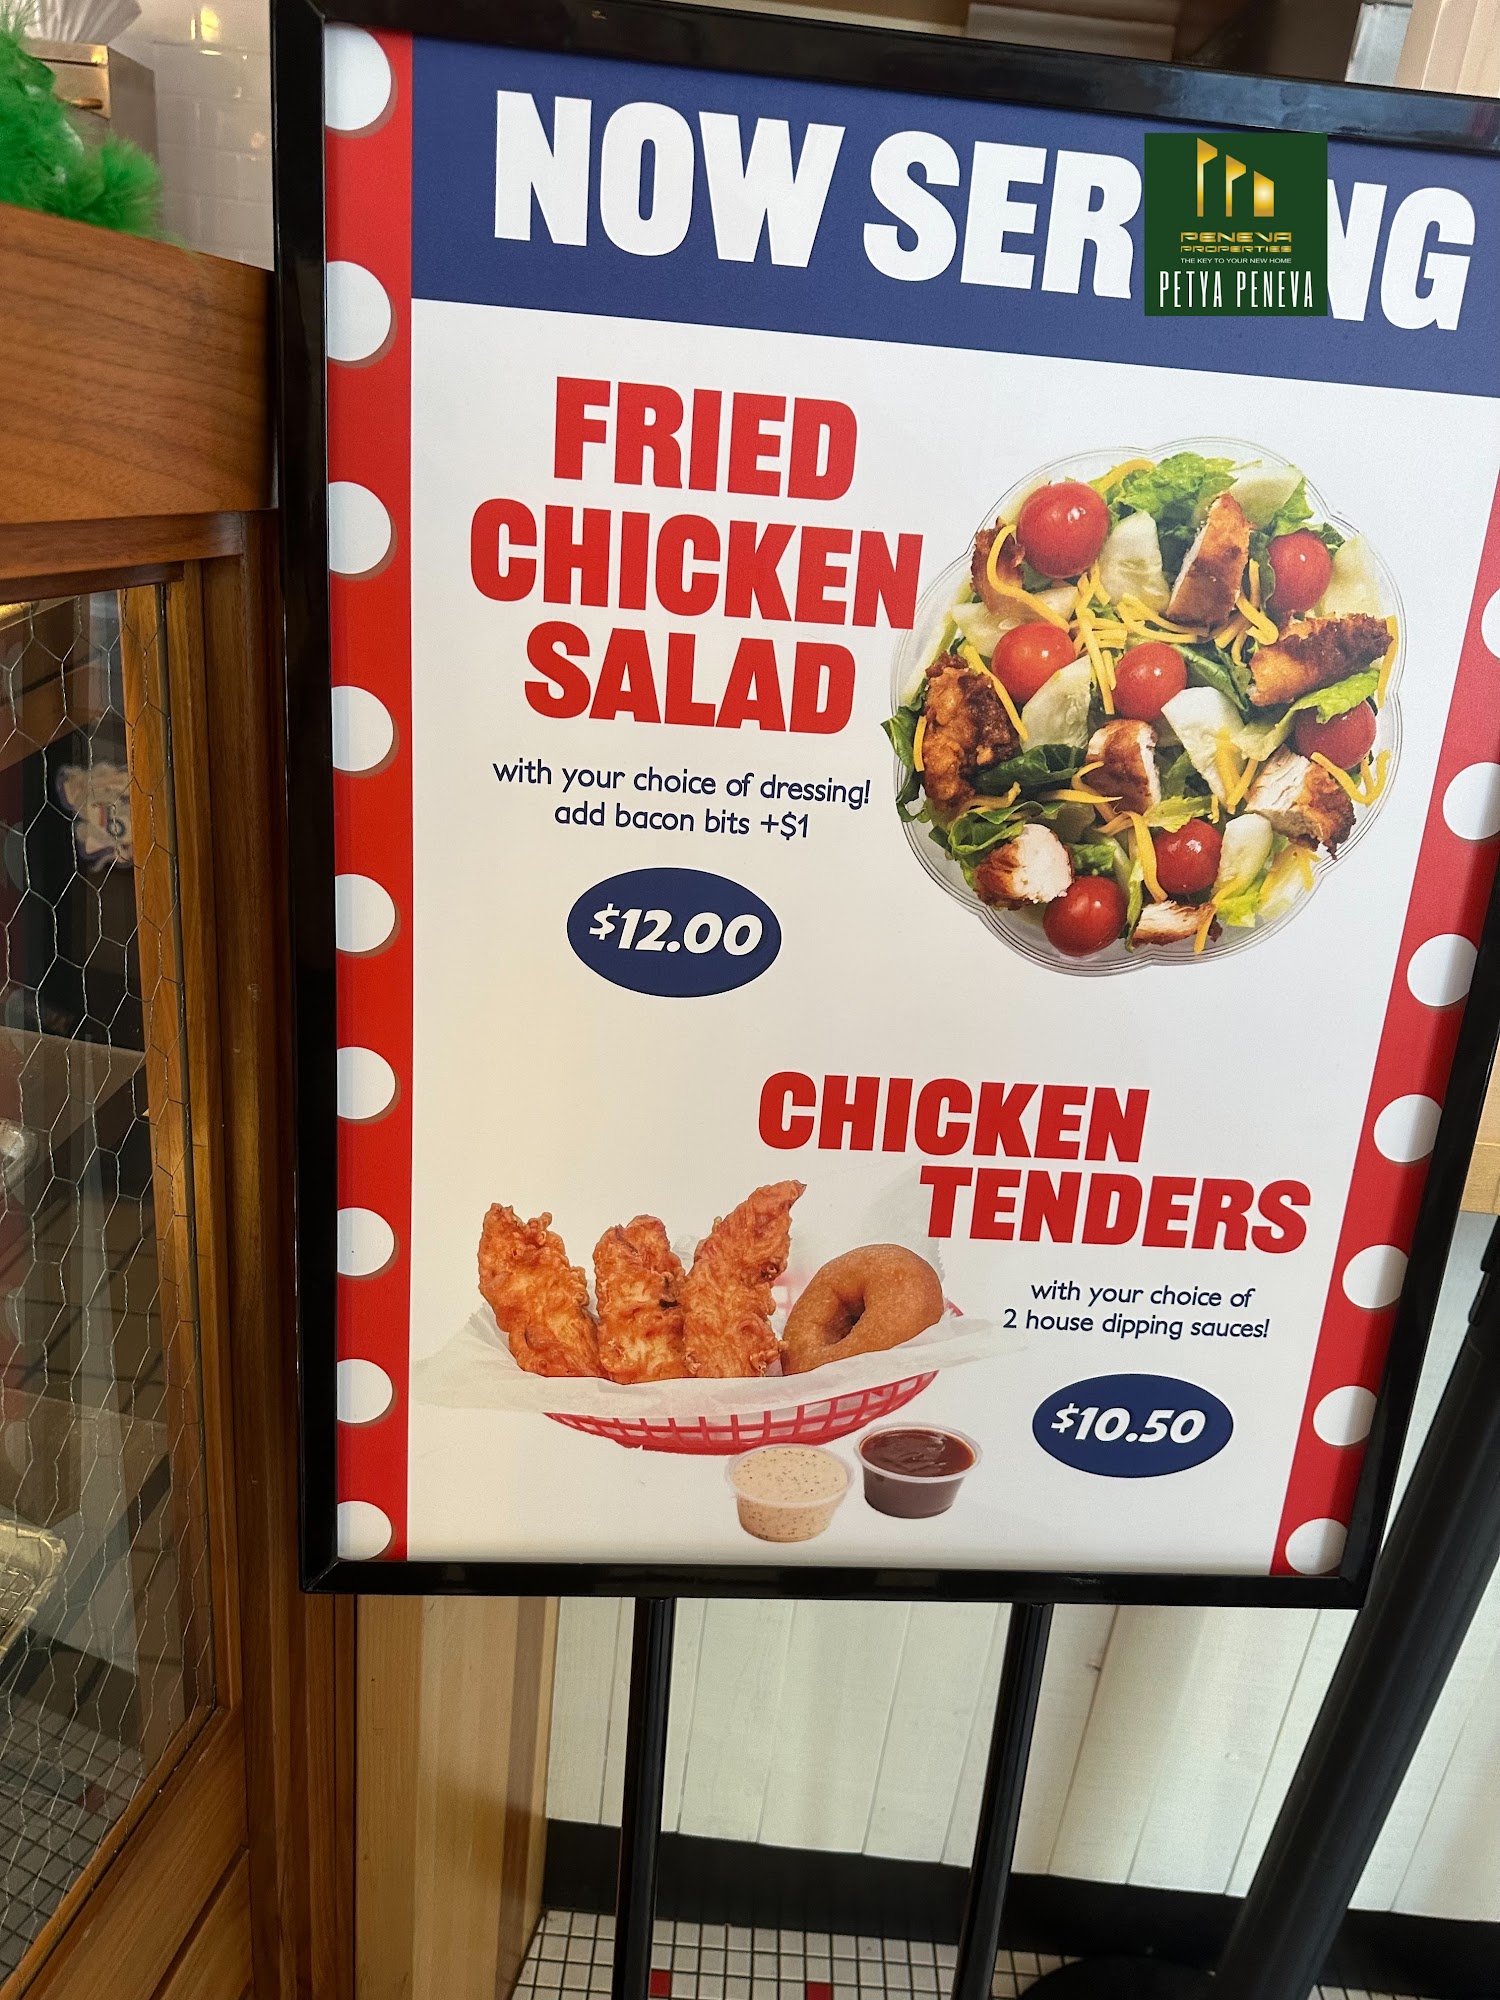 NOW SER NG
PENEVA
PROPERTIES
THE KEY TO YOUR NEW HOME
PETYA PENEVA
FRIED
CHICKEN
SALAD
with your choice of dressing!
add bacon bits +$1
$12.00
CHICKEN
TENDERS
with your choice of
2 house dipping sauces!
$10.50